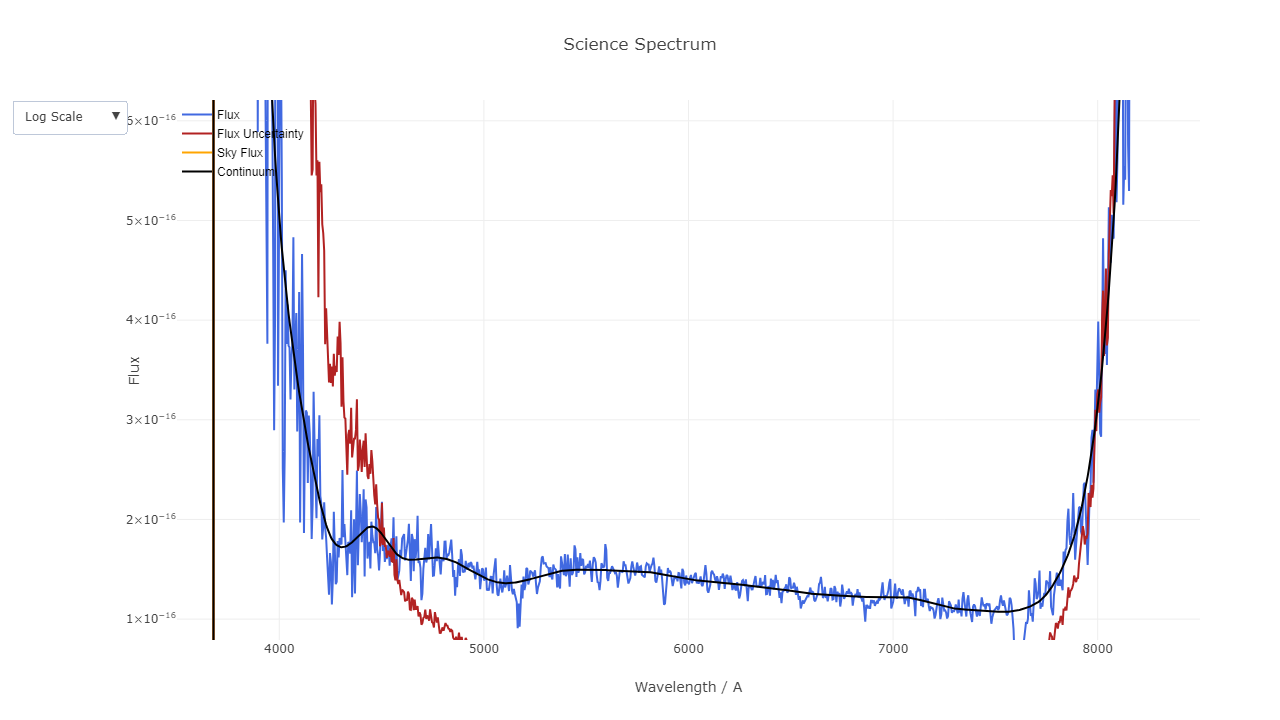 Science Spectrum
Log Scale ▼
Flux
Flux Uncertainty
Sky Flux
Continuum
6×10⁻¹⁶
5×10⁻¹⁶
4×10⁻¹⁶
3×10⁻¹⁶
2×10⁻¹⁶
1×10⁻¹⁶
Flux
4000 5000 6000 7000 8000
Wavelength / A